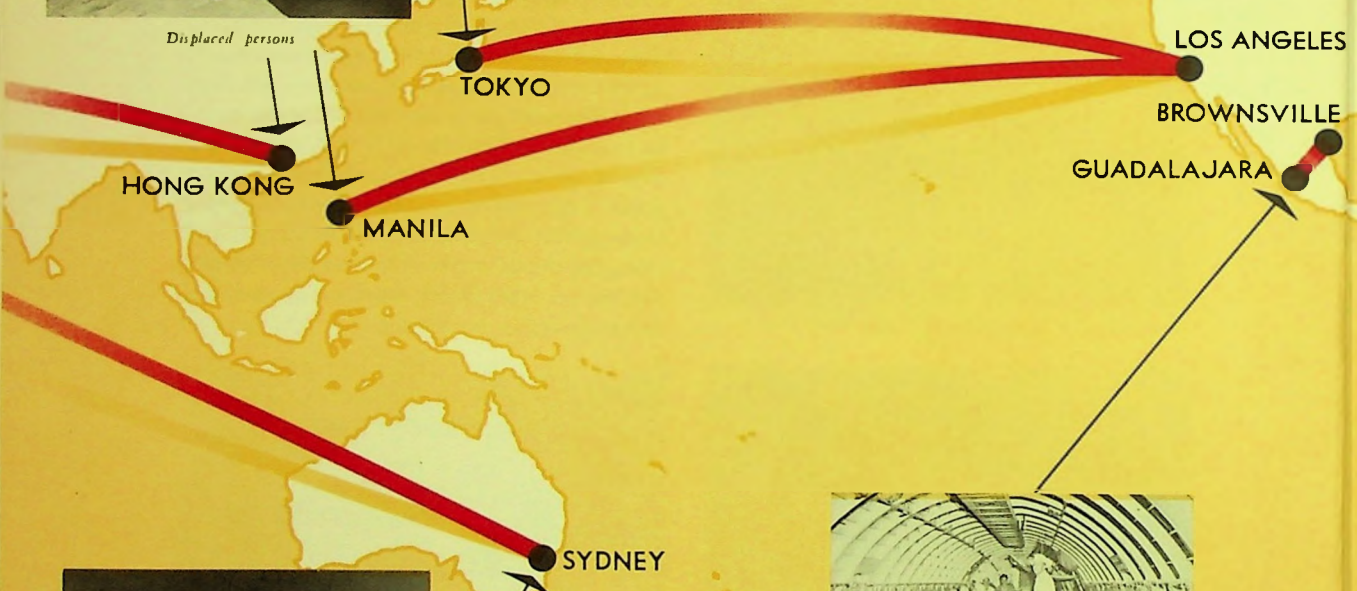 Displaced persons
LOS ANGELES
TOKYO
BROWNSVILLE
HONG KONG
GUADALAJARA
MANILA
SYDNEY